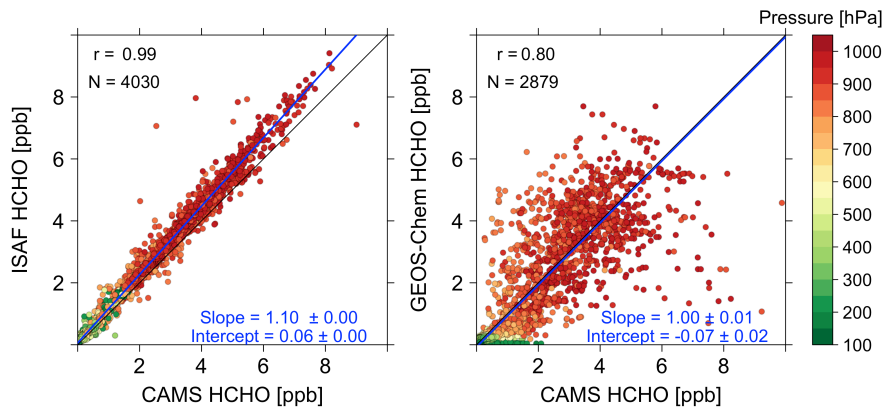 Pressure [hPa]
r = 0.99
N = 4030
8
6
4
2
ISAF HCHO [ppb]
Slope = 1.10 ± 0.00
Intercept = 0.06 ± 0.00
2 4 6 8
CAMS HCHO [ppb]
r = 0.80
N = 2879
8
6
4
2
GEOS-Chem HCHO [ppb]
Slope = 1.00 ± 0.01
Intercept = -0.07 ± 0.02
2 4 6 8
CAMS HCHO [ppb]
1000
900
800
700
600
500
400
300
200
100